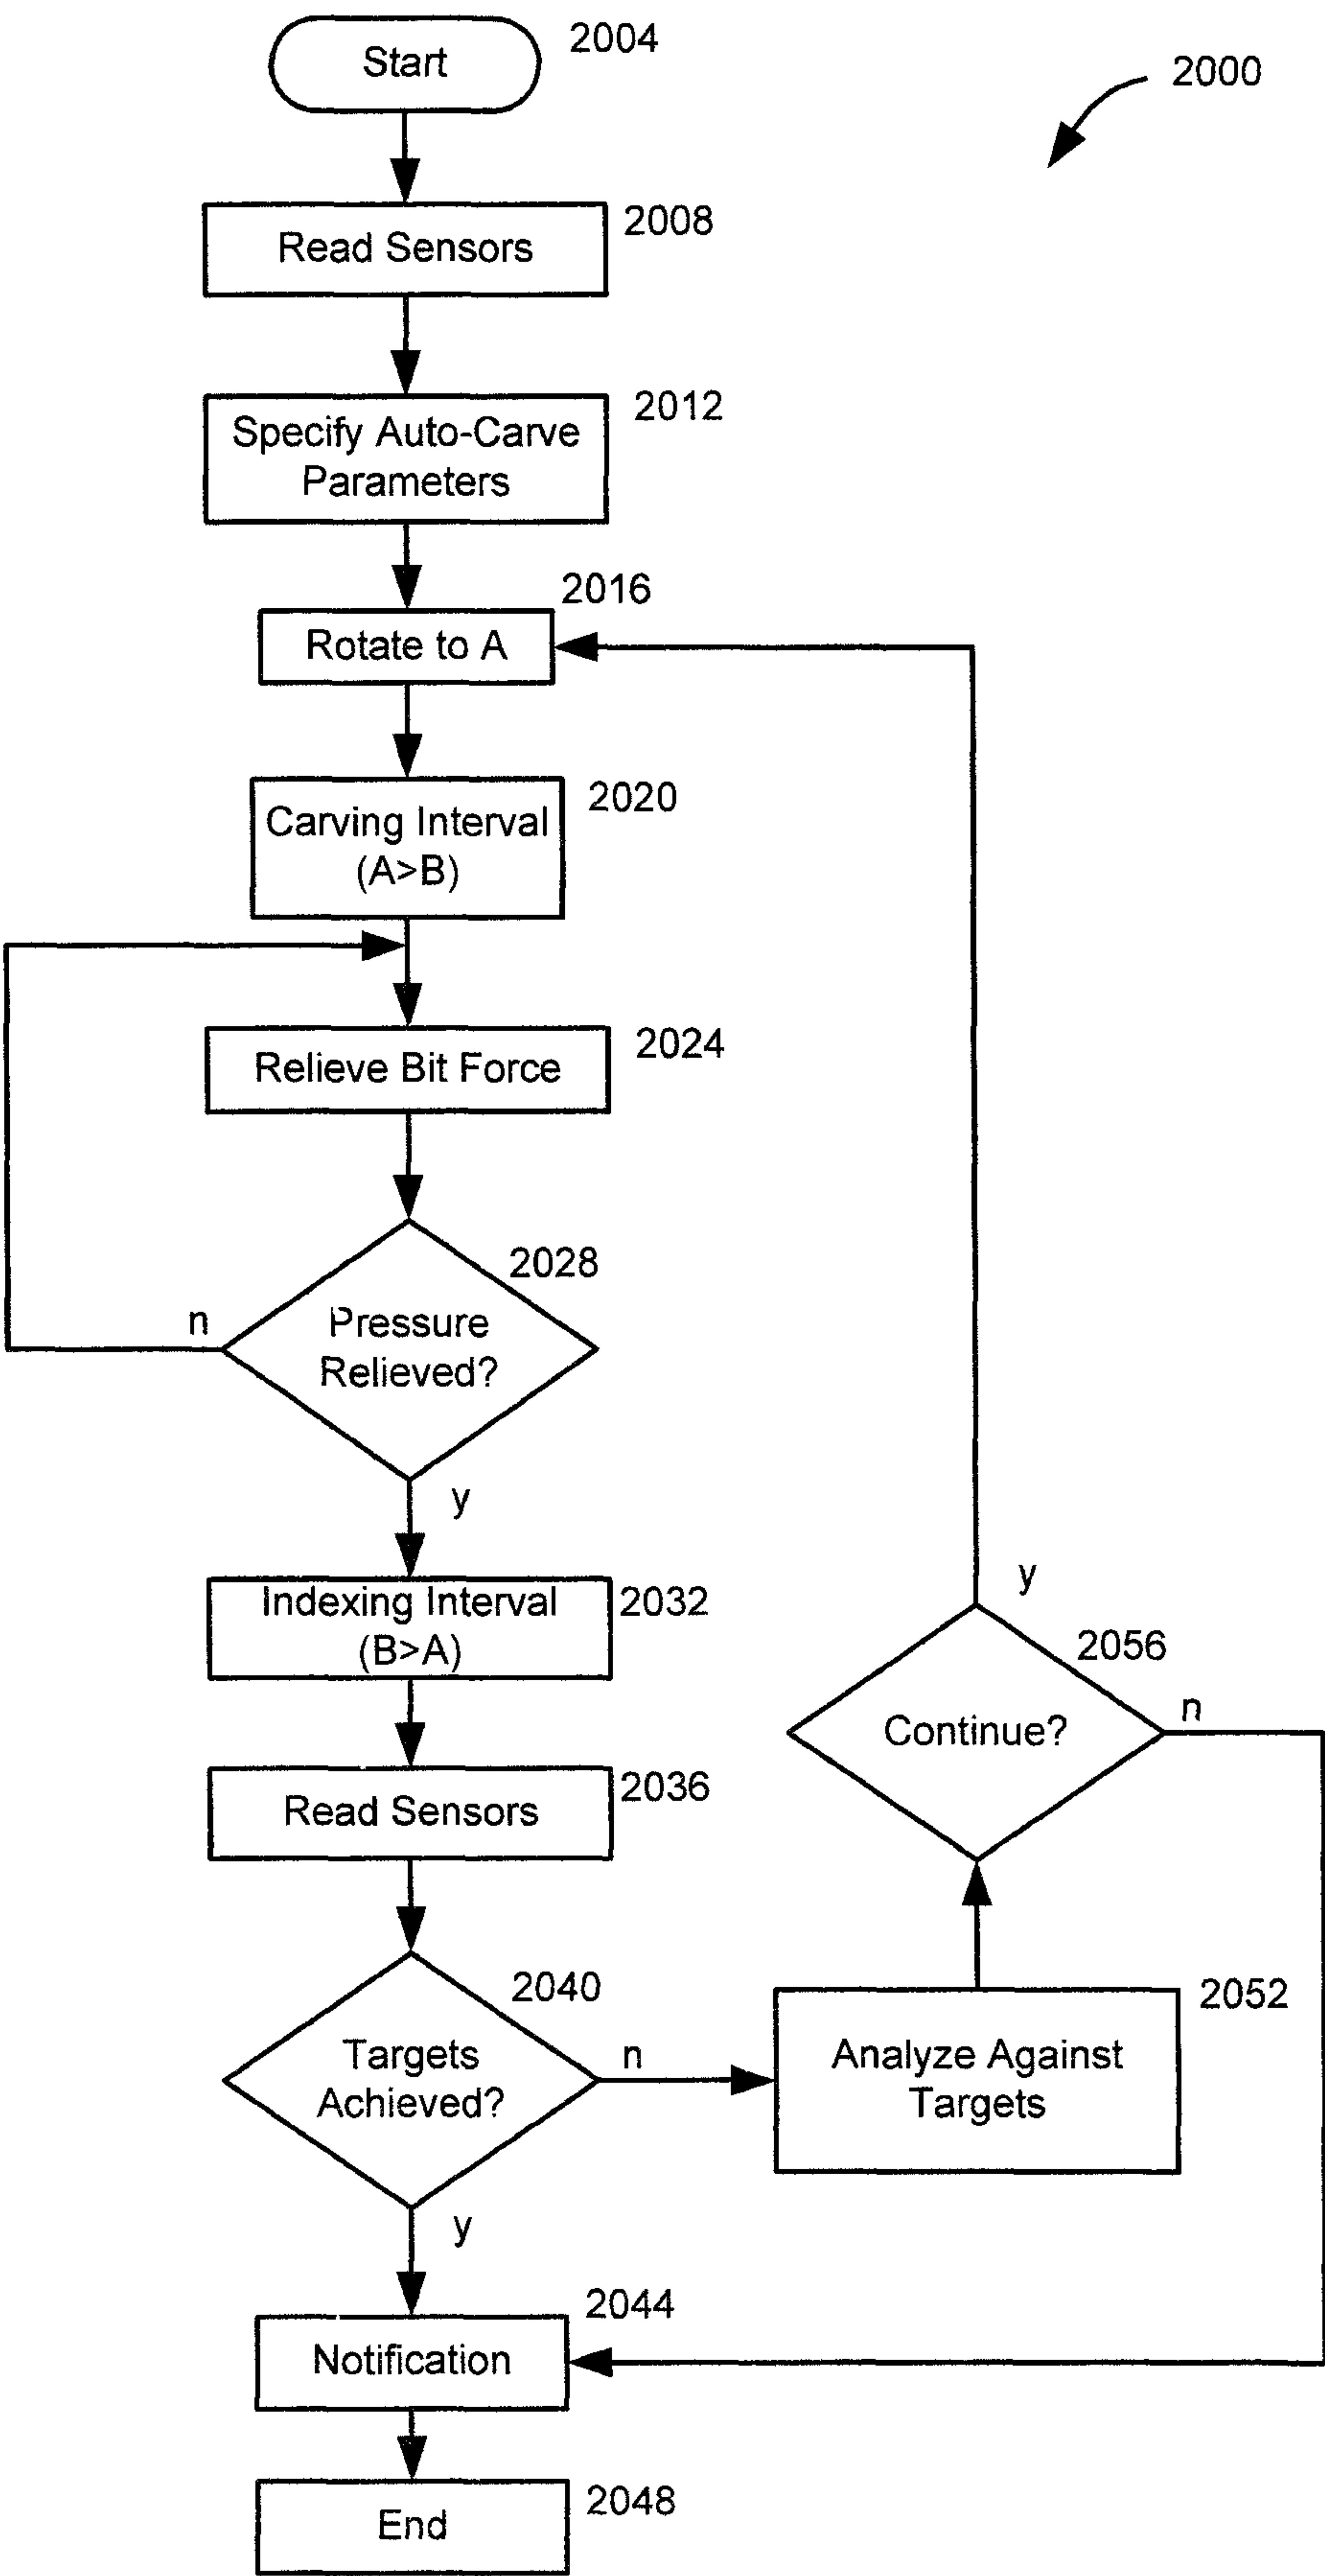 Start
2004
2000
Read Sensors
2008
Specify Auto-Carve
Parameters
2012
2016
Rotate to A
Carving Interval
(A>B)
2020
Relieve Bit Force
2024
2028
Pressure
Relieved?
n
y
Indexing Interval
(B>A)
2032
Read Sensors
2036
2040
Targets
Achieved?
n
y
Analyze Against
Targets
2052
Continue?
2056
y
n
Notification
2044
End
2048